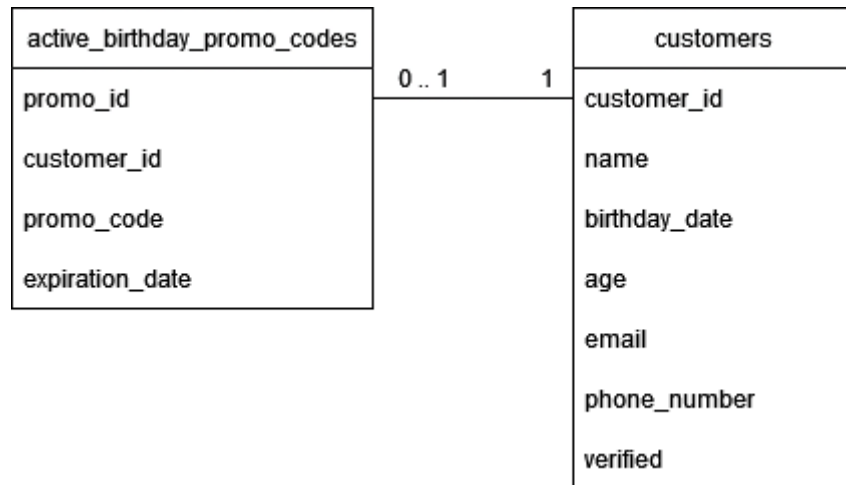 active_birthday_promo_codes
promo_id
customer_id
promo_code
expiration_date
0 .. 1
1
customers
customer_id
name
birthday_date
age
email
phone_number
verified